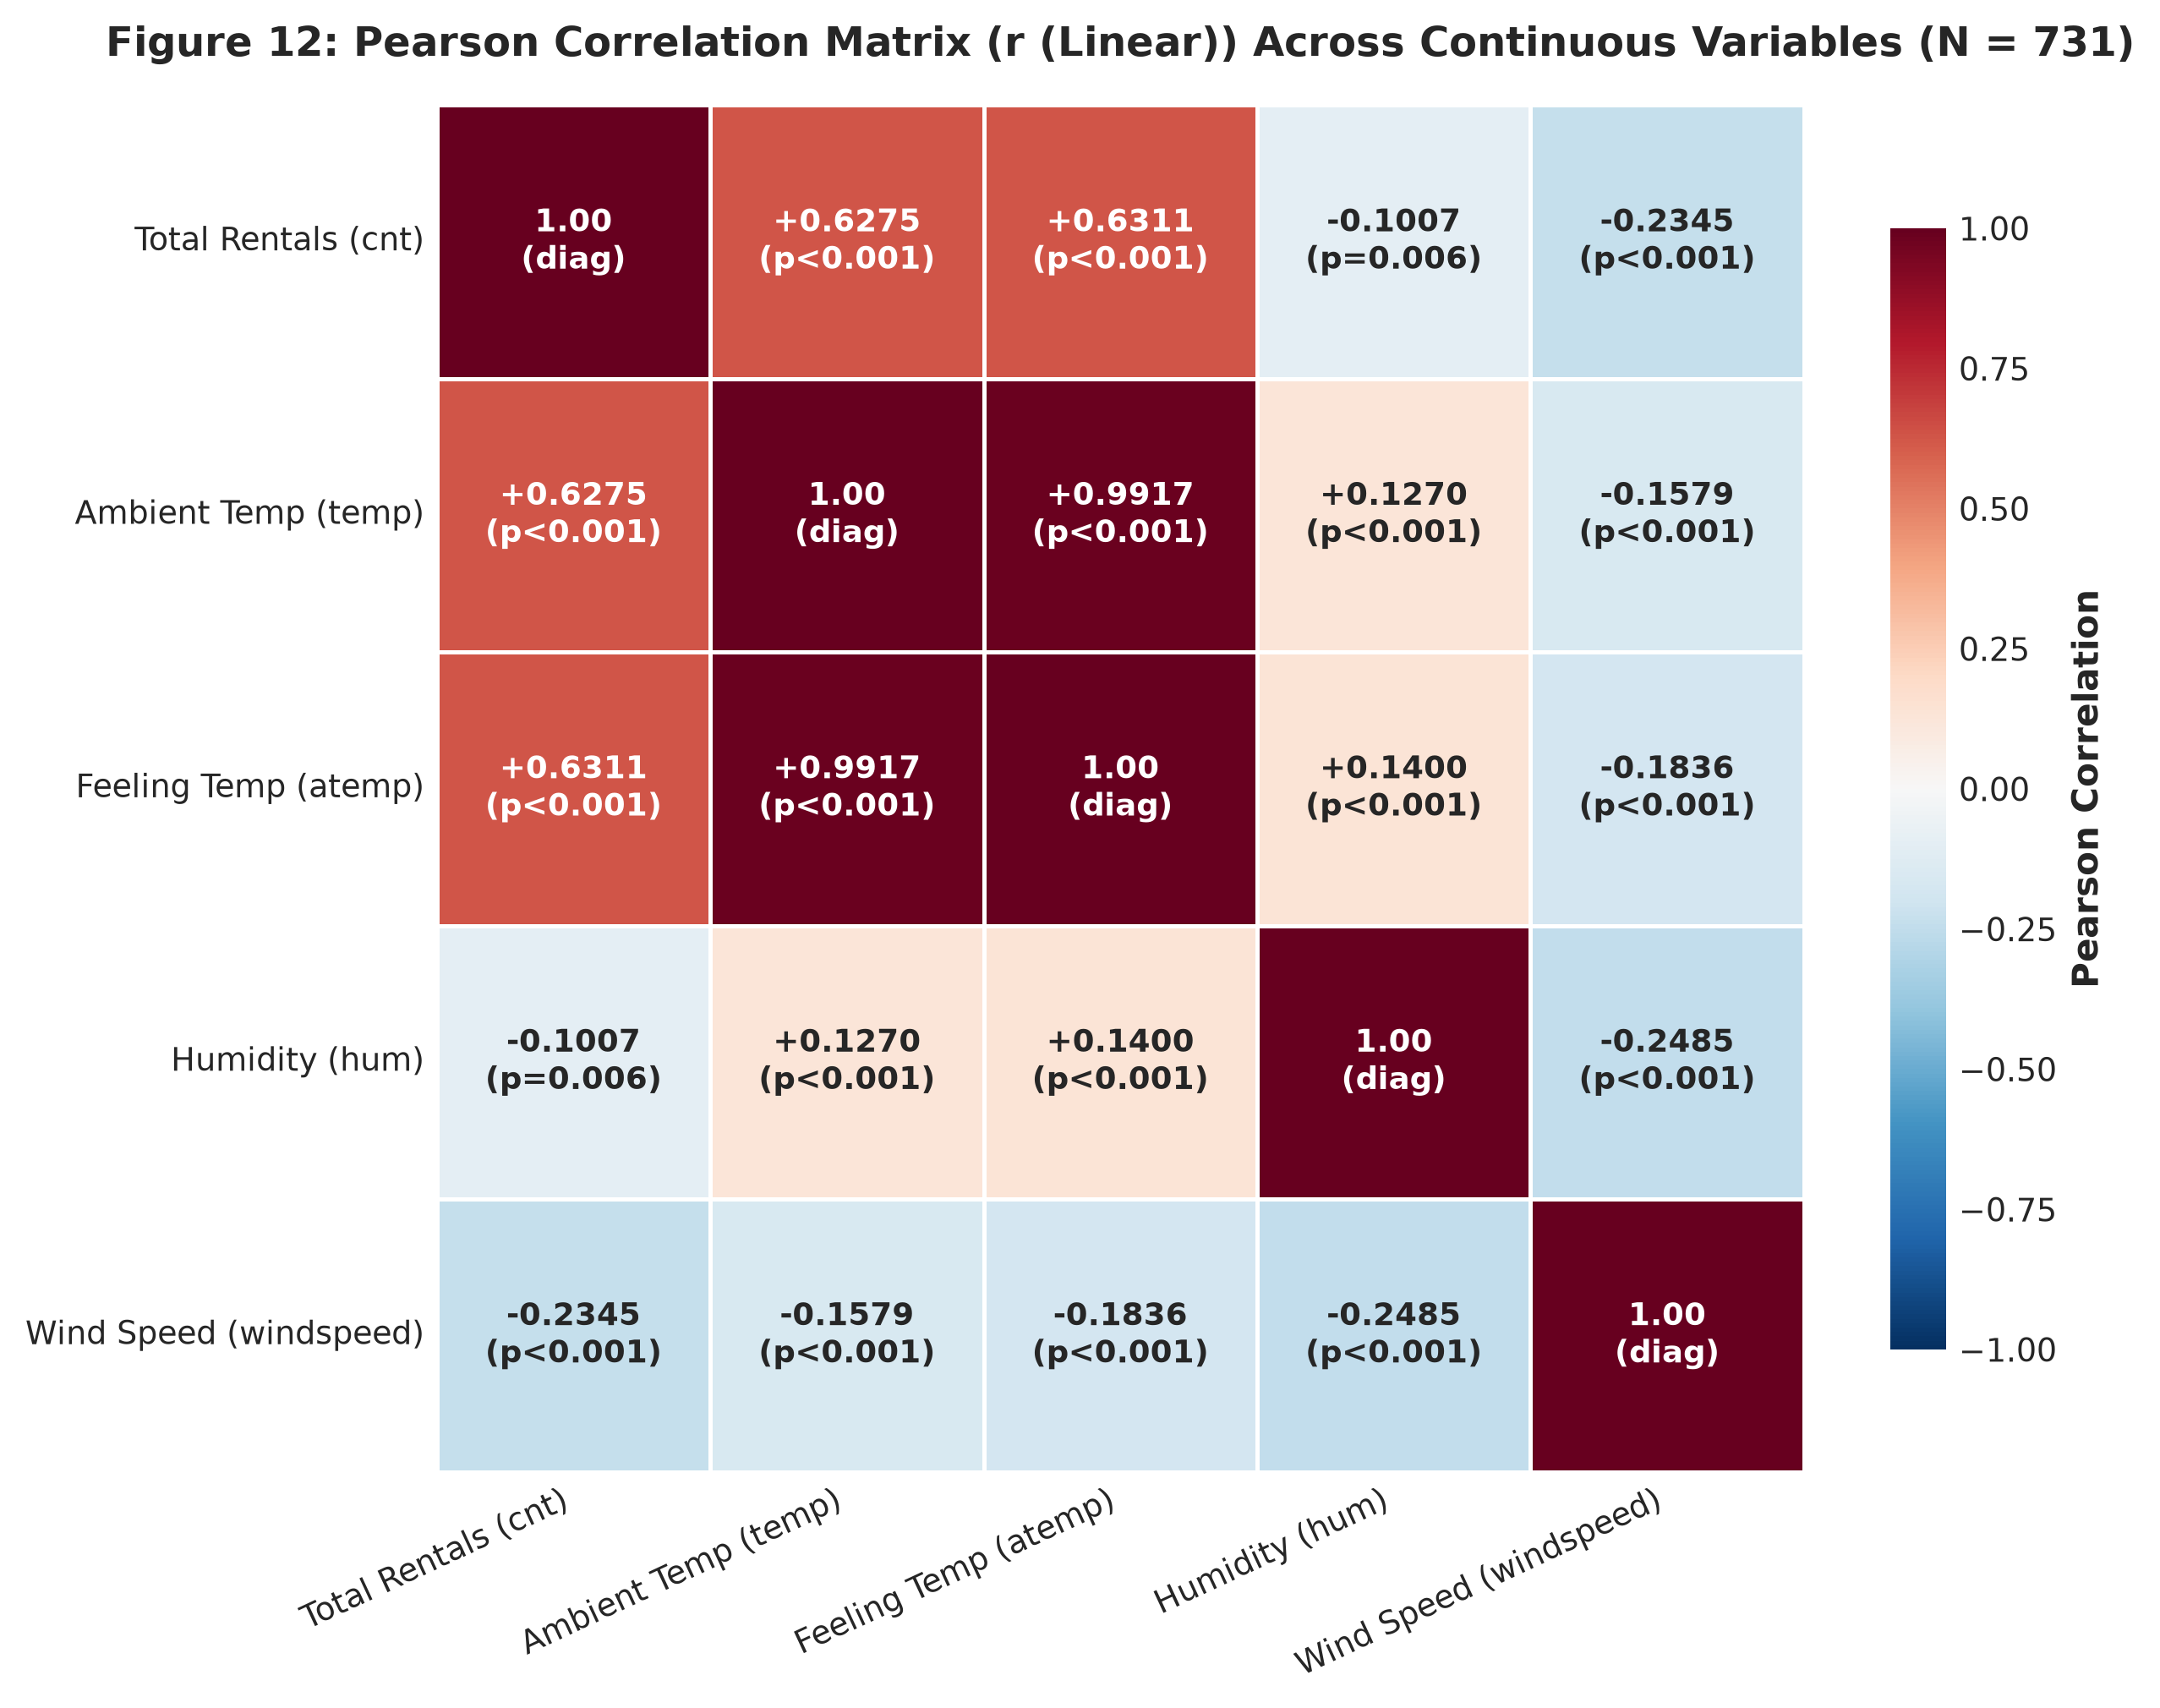 Figure 12: Pearson Correlation Matrix (r (Linear)) Across Continuous Variables (N = 731)
Total Rentals (cnt)
1.00
(diag)
+0.6275
(p<0.001)
+0.6311
(p<0.001)
-0.1007
(p=0.006)
-0.2345
(p<0.001)
Ambient Temp (temp)
+0.6275
(p<0.001)
1.00
(diag)
+0.9917
(p<0.001)
+0.1270
(p<0.001)
-0.1579
(p<0.001)
Feeling Temp (atemp)
+0.6311
(p<0.001)
+0.9917
(p<0.001)
1.00
(diag)
+0.1400
(p<0.001)
-0.1836
(p<0.001)
Humidity (hum)
-0.1007
(p=0.006)
+0.1270
(p<0.001)
+0.1400
(p<0.001)
1.00
(diag)
-0.2485
(p<0.001)
Wind Speed (windspeed)
-0.2345
(p<0.001)
-0.1579
(p<0.001)
-0.1836
(p<0.001)
-0.2485
(p<0.001)
1.00
(diag)
Total Rentals (cnt)
Ambient Temp (temp)
Feeling Temp (atemp)
Humidity (hum)
Wind Speed (windspeed)
1.00
0.75
0.50
0.25
0.00
−0.25
−0.50
−0.75
−1.00
Pearson Correlation